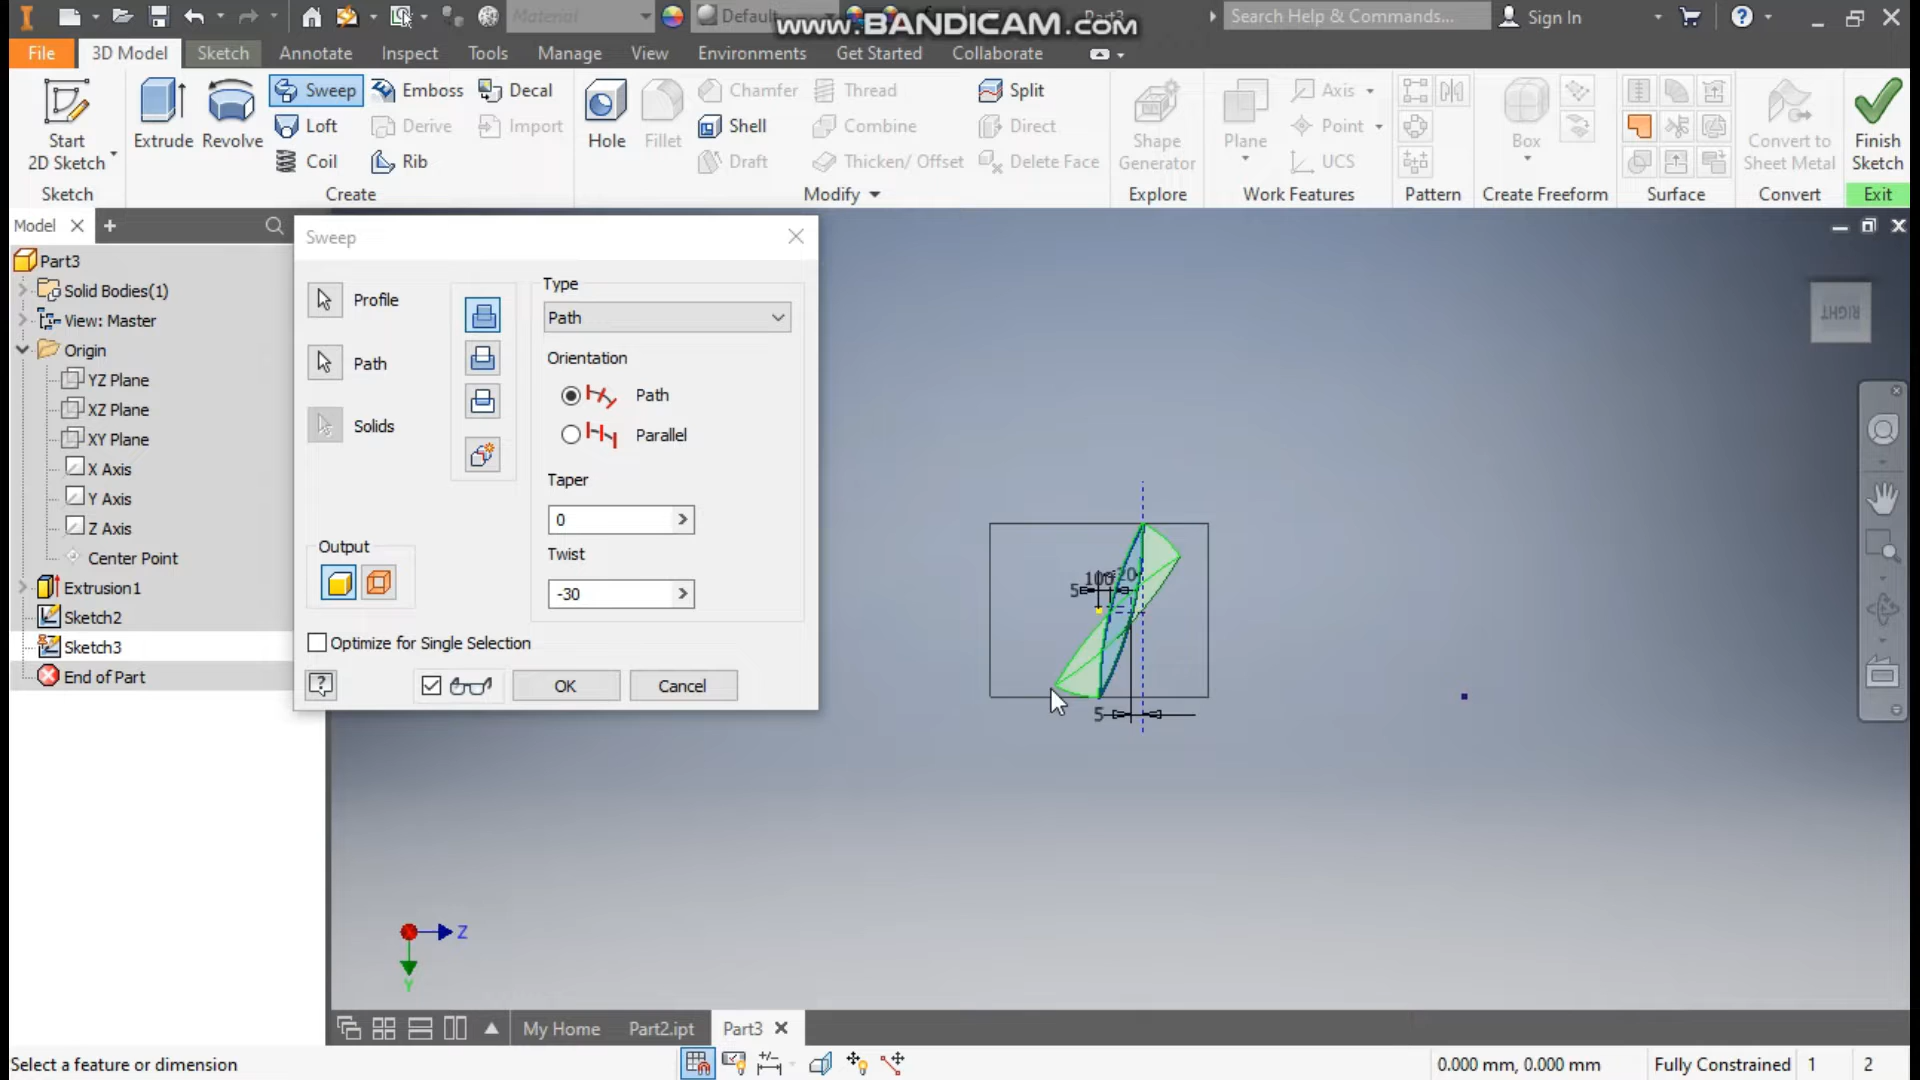 Material
Default
www.BANDICAM.com
Part3
Search Help & Commands...
Sign In
File
3D Model
Sketch
Annotate
Inspect
Tools
Manage
View
Environments
Get Started
Collaborate
Start
2D Sketch
Sketch
Extrude
Revolve
Sweep
Loft
Coil
Emboss
Derive
Rib
Decal
Import
Create
Hole
Fillet
Chamfer
Shell
Draft
Thread
Combine
Thicken/ Offset
Split
Direct
Delete Face
Modify
Shape
Generator
Explore
Plane
Axis
Point
UCS
Work Features
Pattern
Box
Create Freeform
Surface
Convert to
Sheet Metal
Convert
Finish
Sketch
Exit
Model
Part3
Solid Bodies(1)
View: Master
Origin
YZ Plane
XZ Plane
XY Plane
X Axis
Y Axis
Z Axis
Center Point
Extrusion1
Sketch2
Sketch3
End of Part
Sweep
Profile
Path
Solids
Output
Type
Path
Orientation
Path
Parallel
Taper
0
Twist
-30
Optimize for Single Selection
OK
Cancel
RIGHT
100
20
5
5
Z
Y
My Home
Part2.ipt
Part3
Select a feature or dimension
0.000 mm, 0.000 mm
Fully Constrained
1
2